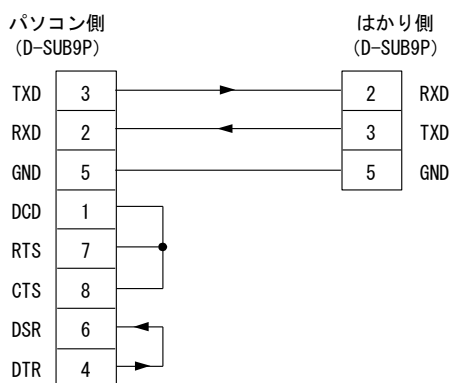 パソコン側 はかり側
(D-SUB9P) (D-SUB9P)
TXD 3 2 RXD
RXD 2 3 TXD
GND 5 5 GND
DCD 1
RTS 7
CTS 8
DSR 6
DTR 4